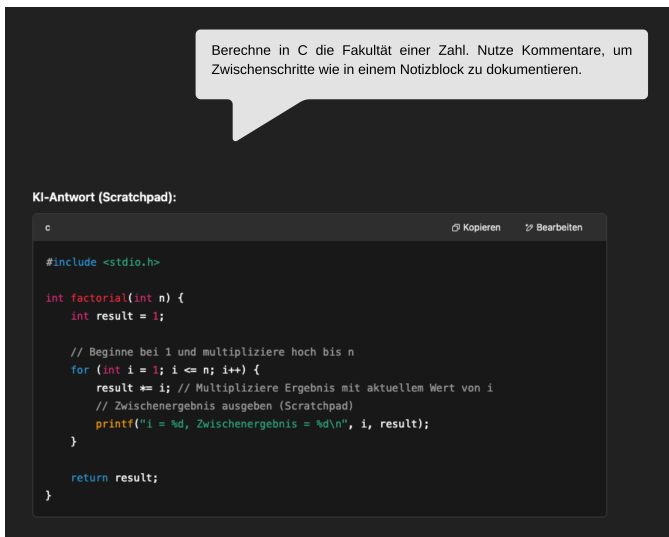 Berechne in C die Fakultät einer Zahl. Nutze Kommentare, um
Zwischenschritte wie in einem Notizblock zu dokumentieren.
KI-Antwort (Scratchpad):
c Kopieren Bearbeiten
#include <stdio.h>
int factorial(int n) {
    int result = 1;
    // Beginne bei 1 und multipliziere hoch bis n
    for (int i = 1; i <= n; i++) {
        result *= i; // Multipliziere Ergebnis mit aktuellem Wert von i
        // Zwischenergebnis ausgeben (Scratchpad)
        printf("i = %d, Zwischenergebnis = %d\n", i, result);
    }
    return result;
}